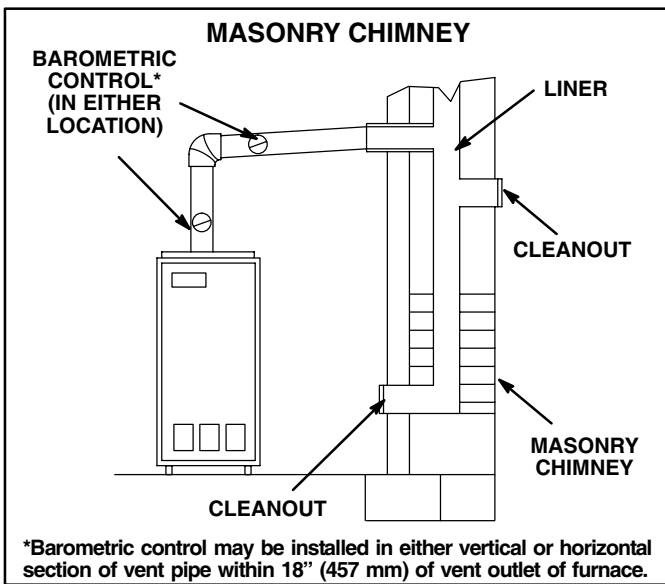 MASONRY CHIMNEY
BAROMETRIC
CONTROL*
(IN EITHER
LOCATION)
LINER
CLEANOUT
MASONRY
CHIMNEY
CLEANOUT
*Barometric control may be installed in either vertical or horizontal
section of vent pipe within 18" (457 mm) of vent outlet of furnace.